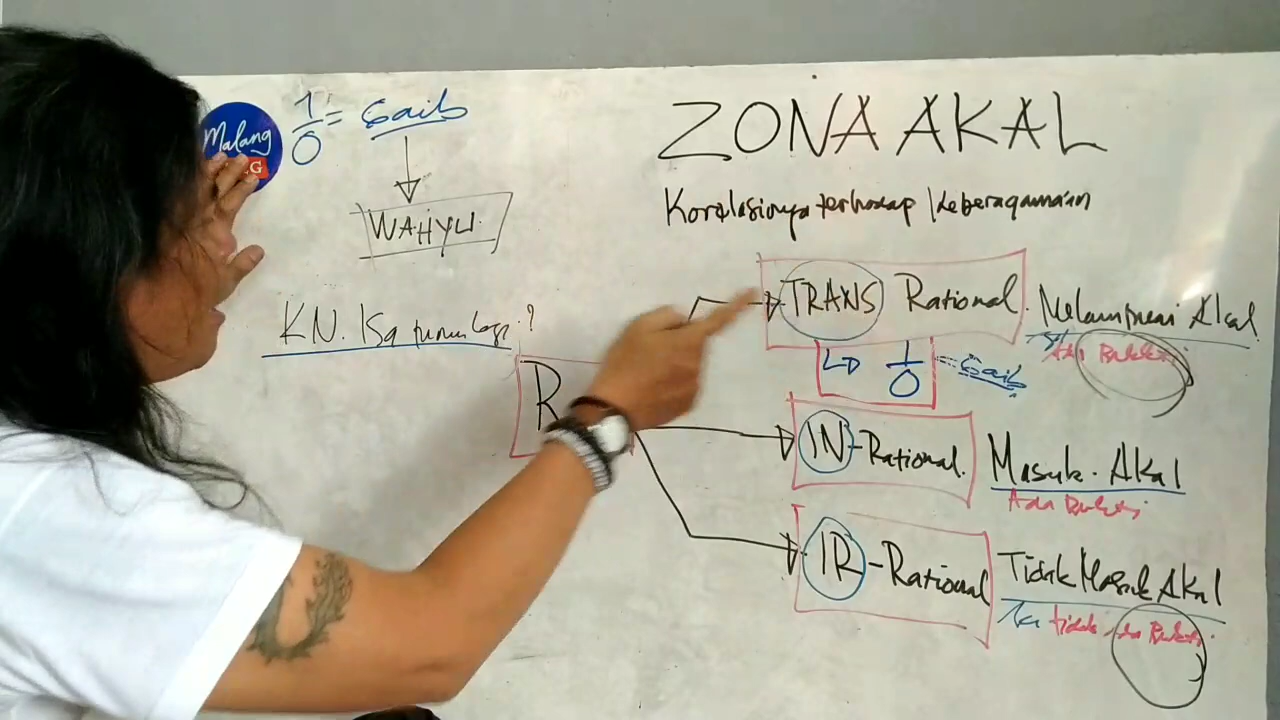 Malang
G
1/0 = Gaib
WAHYU
KN. Isa turun lagi?
ZONA AKAL
Korelasinya terhadap Keberagamaan
R
TRANS Rational. Melampaui Akal
Ada Bukti
1/0 Gaib
IN-Rational. Masuk Akal
Ada Bukti
IR-Rational Tidak Masuk Akal
tidak Ada Bukti